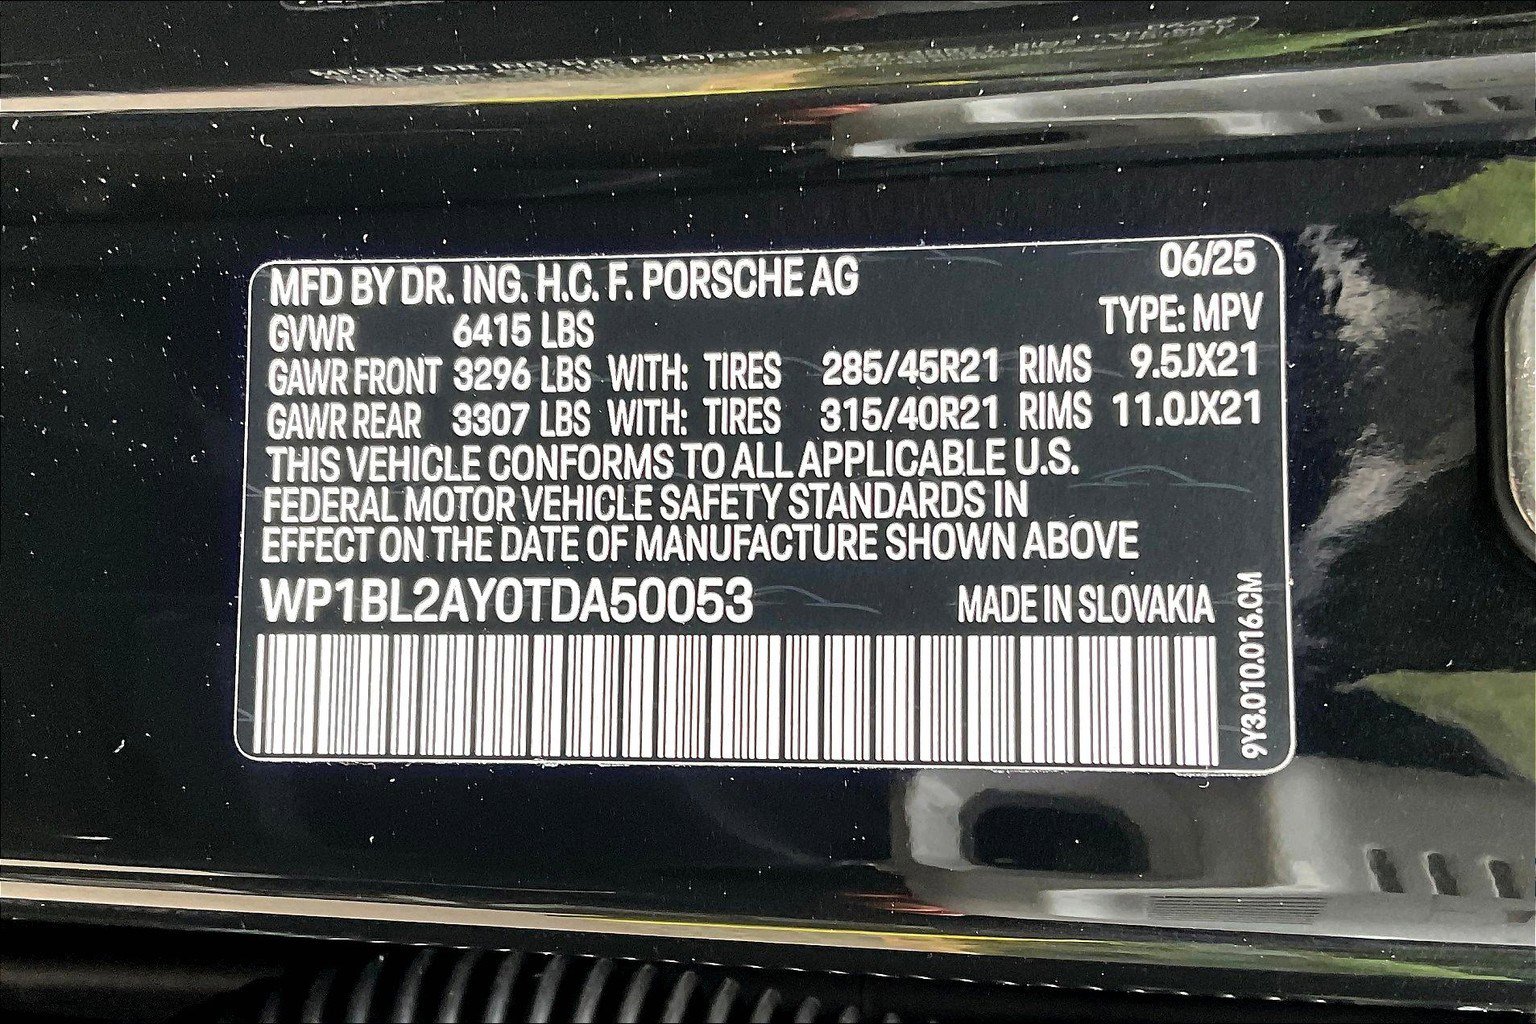 MFD BY DR. ING. H.C. F. PORSCHE AG 06/25
GVWR 6415 LBS TYPE: MPV
GAWR FRONT 3296 LBS WITH: TIRES 285/45R21 RIMS 9.5JX21
GAWR REAR 3307 LBS WITH: TIRES 315/40R21 RIMS 11.0JX21
THIS VEHICLE CONFORMS TO ALL APPLICABLE U.S.
FEDERAL MOTOR VEHICLE SAFETY STANDARDS IN
EFFECT ON THE DATE OF MANUFACTURE SHOWN ABOVE
WP1BL2AY0TDA50053 MADE IN SLOVAKIA
9Y3.010.016.CM